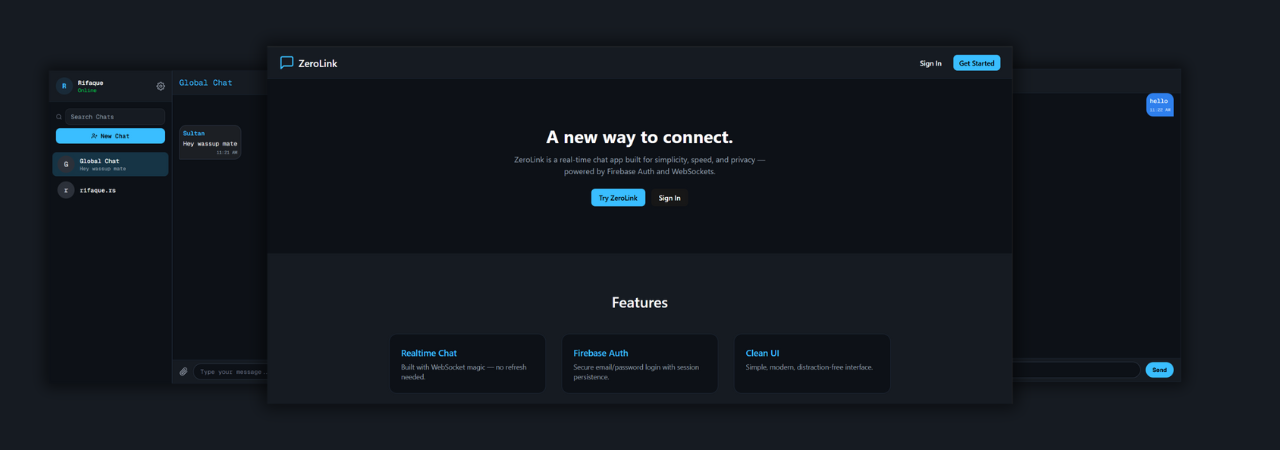 Rifaque
Online
Search Chats
New Chat
G
Global Chat
Hey wassup mate
r
rifaque.rs
R
Global Chat
Sultan
Hey wassup mate
11:21 AM
Type your message..
ZeroLink
Sign In
Get Started
A new way to connect.
ZeroLink is a real-time chat app built for simplicity, speed, and privacy —
powered by Firebase Auth and WebSockets.
Try ZeroLink
Sign In
Features
Realtime Chat
Built with WebSocket magic — no refresh
needed.
Firebase Auth
Secure email/password login with session
persistence.
Clean UI
Simple, modern, distraction-free interface.
hello
11:22 AM
Send